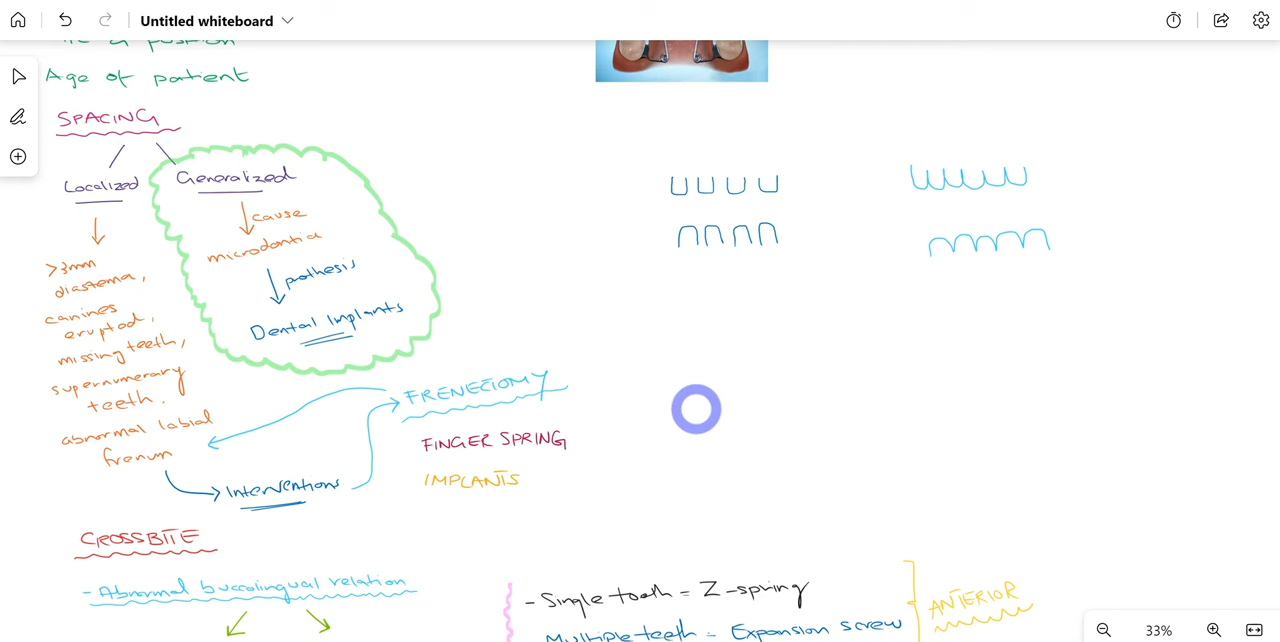 Untitled whiteboard
Age of patient
SPACING
Localized
Generalized
cause
microdontia
prothesis
Dental Implants
>3mm
diastema,
canines
erupted,
missing teeth,
supernumerary
teeth.
abnormal labial
frenum
Interventions
FRENECTOMY
FINGER SPRING
IMPLANTS
CROSSBITE
- Abnormal buccolingual relation
- Single tooth = Z-spring
Multiple teeth = Expansion screw
ANTERIOR
33%